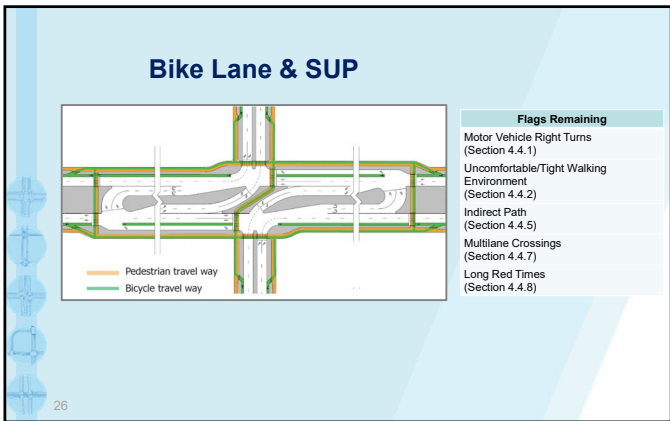 Bike Lane & SUP
Pedestrian travel way
Bicycle travel way
Flags Remaining
Motor Vehicle Right Turns
(Section 4.4.1)
Uncomfortable/Tight Walking
Environment
(Section 4.4.2)
Indirect Path
(Section 4.4.5)
Multilane Crossings
(Section 4.4.7)
Long Red Times
(Section 4.4.8)
26